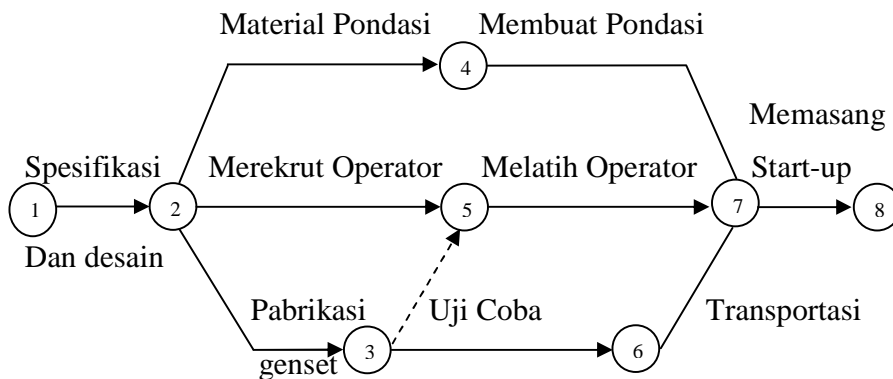 Material Pondasi Membuat Pondasi
4
Memasang
Spesifikasi Merekrut Operator Melatih Operator Start-up
1 2 5 7 8
Dan desain
Pabrikasi Uji Coba Transportasi
genset 3 6